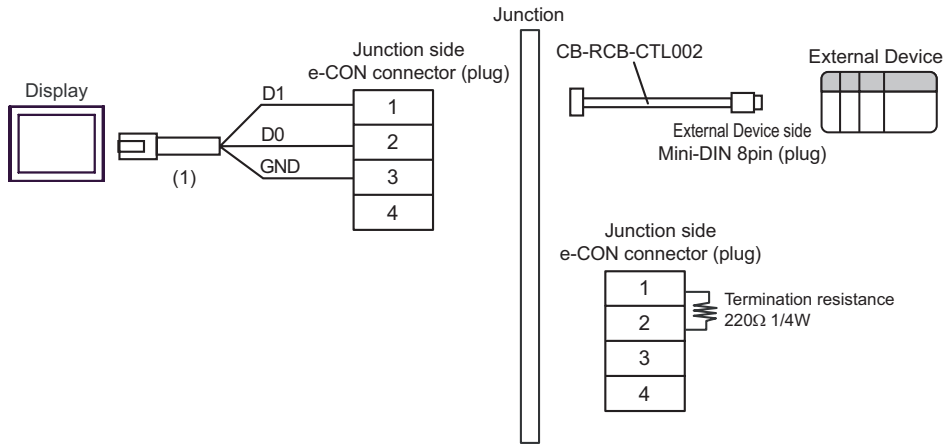 Junction
Display
(1)
D1
D0
GND
Junction side
e-CON connector (plug)
1
2
3
4
CB-RCB-CTL002
External Device
External Device side
Mini-DIN 8pin (plug)
Junction side
e-CON connector (plug)
1
2
3
4
Termination resistance
220Ω 1/4W